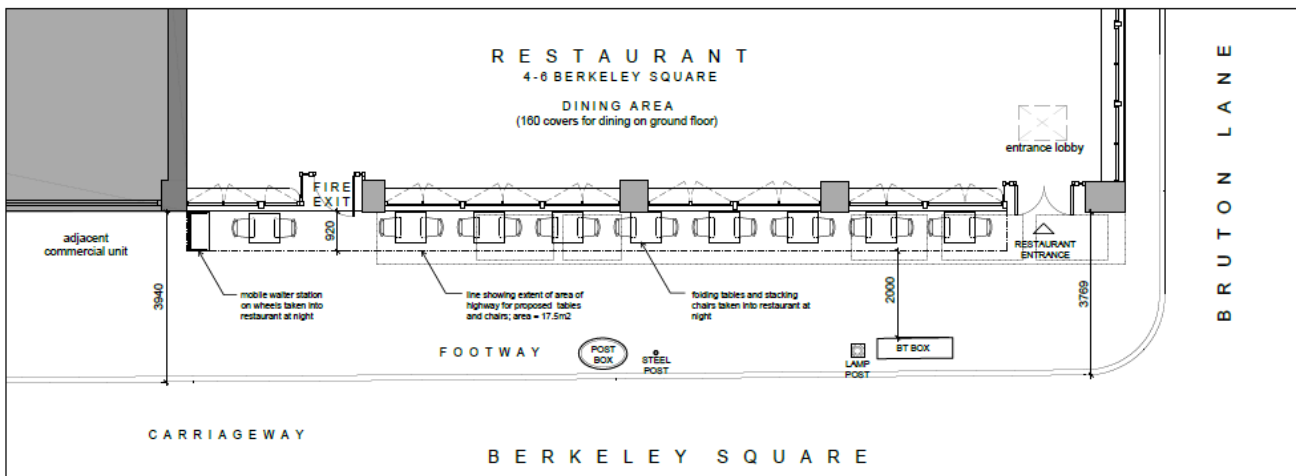 RESTAURANT
4-6 BERKELEY SQUARE
DINING AREA
(160 covers for dining on ground floor)
entrance lobby
BRUTON LANE
FIRE
EXIT
920
adjacent
commercial unit
3940
RESTAURANT
ENTRANCE
2000
3769
mobile waiter station
on wheels taken into
restaurant at night
line showing extent of area of
highway for proposed tables
and chairs; area = 17.5m2
folding tables and stacking
chairs taken into restaurant at
night
FOOTWAY
POST
BOX
STEEL
POST
LAMP
POST
BT BOX
CARRIAGEWAY
BERKELEY SQUARE